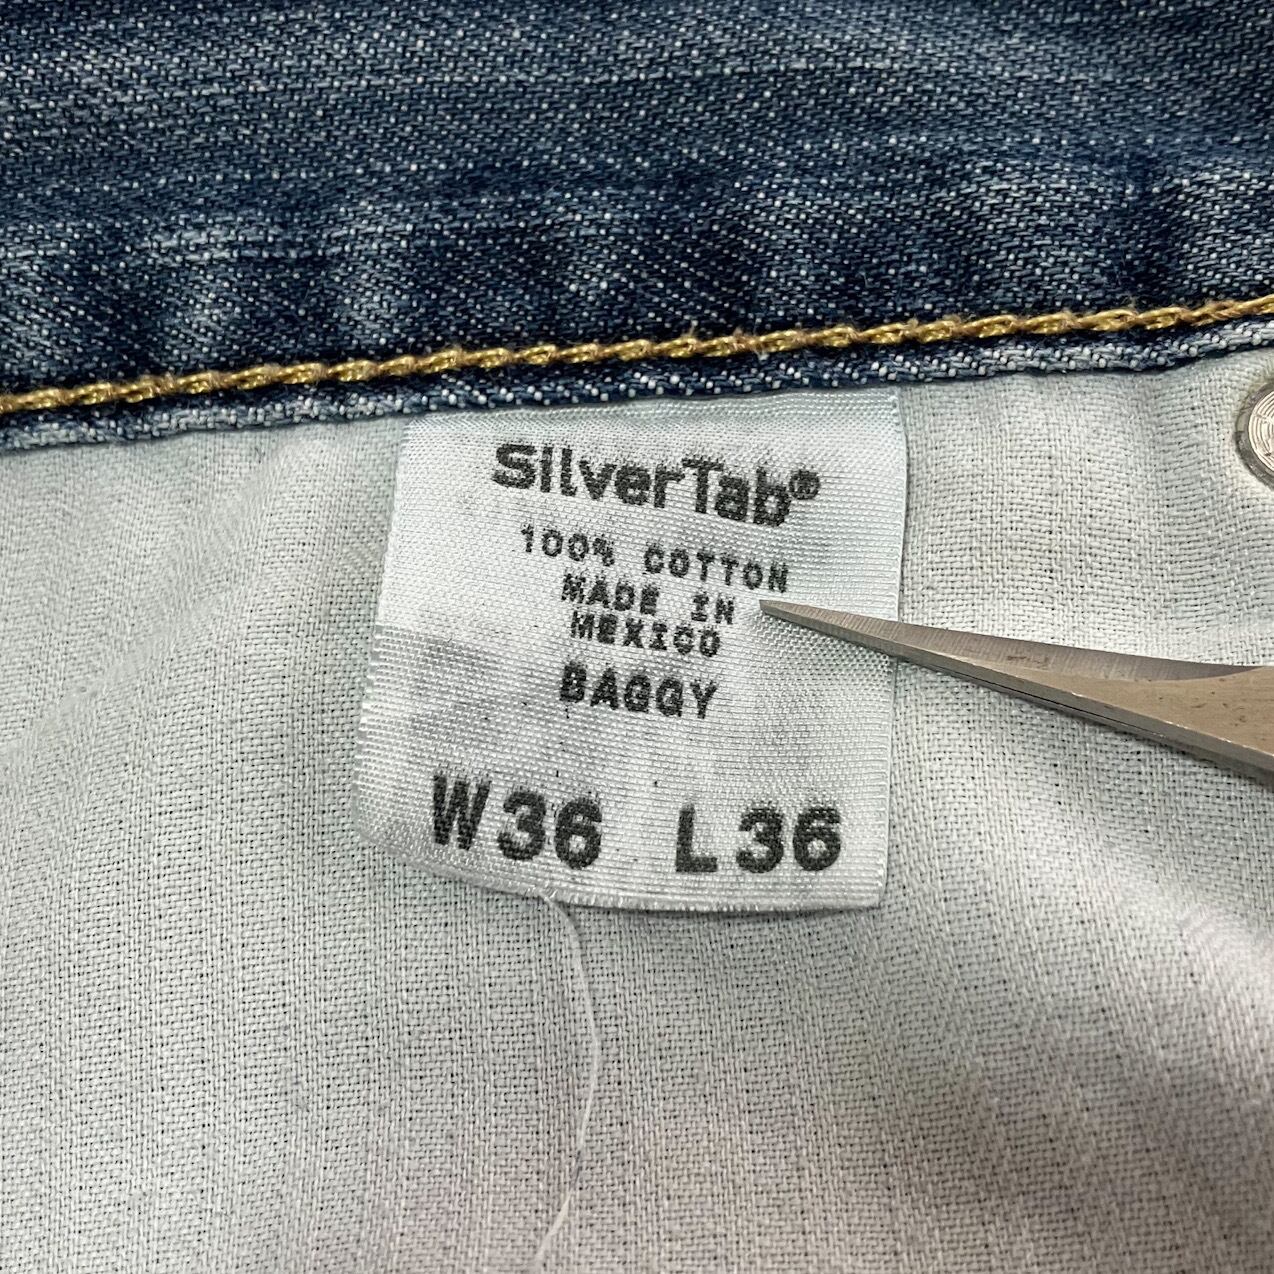 SilverTab®
100% COTTON
MADE IN
MEXICO
BAGGY
W36 L36